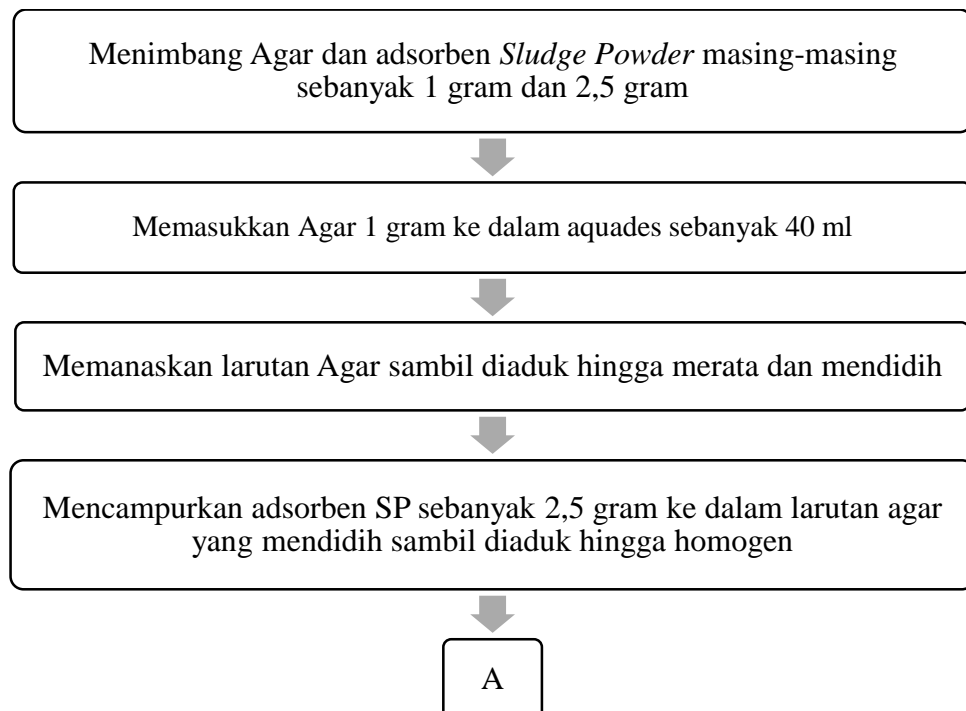 Menimbang Agar dan adsorben Sludge Powder masing-masing
sebanyak 1 gram dan 2,5 gram
Memasukkan Agar 1 gram ke dalam aquades sebanyak 40 ml
Memanaskan larutan Agar sambil diaduk hingga merata dan mendidih
Mencampurkan adsorben SP sebanyak 2,5 gram ke dalam larutan agar
yang mendidih sambil diaduk hingga homogen
A